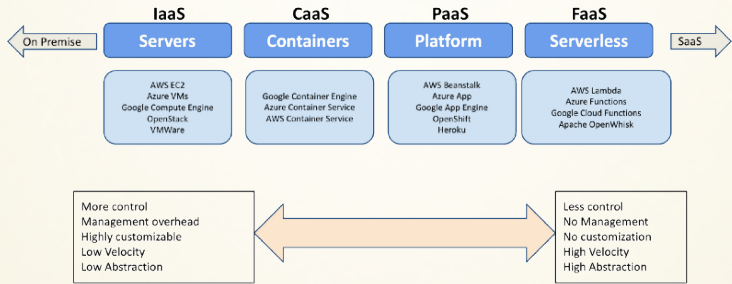 IaaS
CaaS
PaaS
FaaS
On Premise
Servers
Containers
Platform
Serverless
SaaS
AWS EC2
Azure VMs
Google Compute Engine
OpenStack
VMWare
Google Container Engine
Azure Container Service
AWS Container Service
AWS Beanstalk
Azure App
Google App Engine
OpenShift
Heroku
AWS Lambda
Azure Functions
Google Cloud Functions
Apache OpenWhisk
More control
Management overhead
Highly customizable
Low Velocity
Low Abstraction
Less control
No Management
No customization
High Velocity
High Abstraction